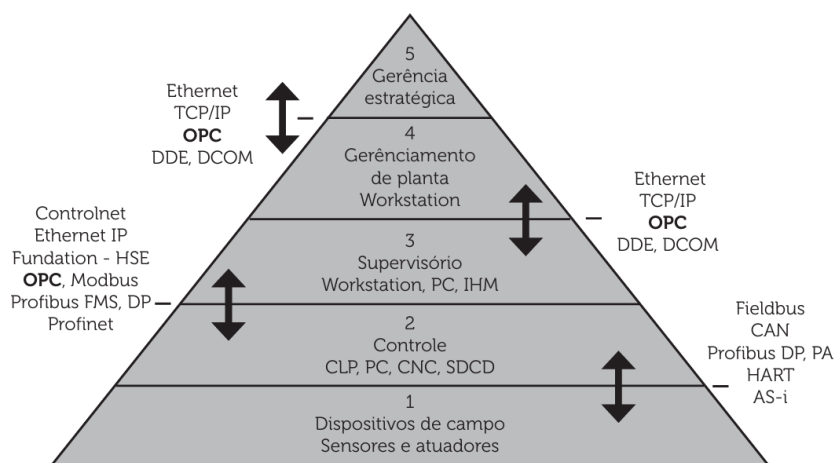 5
Gerência
estratégica
Ethernet
TCP/IP
OPC
DDE, DCOM
4
Gerênciamento
de planta
Workstation
Ethernet
TCP/IP
OPC
DDE, DCOM
Controlnet
Ethernet IP
Fundation - HSE
OPC, Modbus
Profibus FMS, DP
Profinet
3
Supervisório
Workstation, PC, IHM
2
Controle
CLP, PC, CNC, SDCD
Fieldbus
CAN
Profibus DP, PA
HART
AS-i
1
Dispositivos de campo
Sensores e atuadores